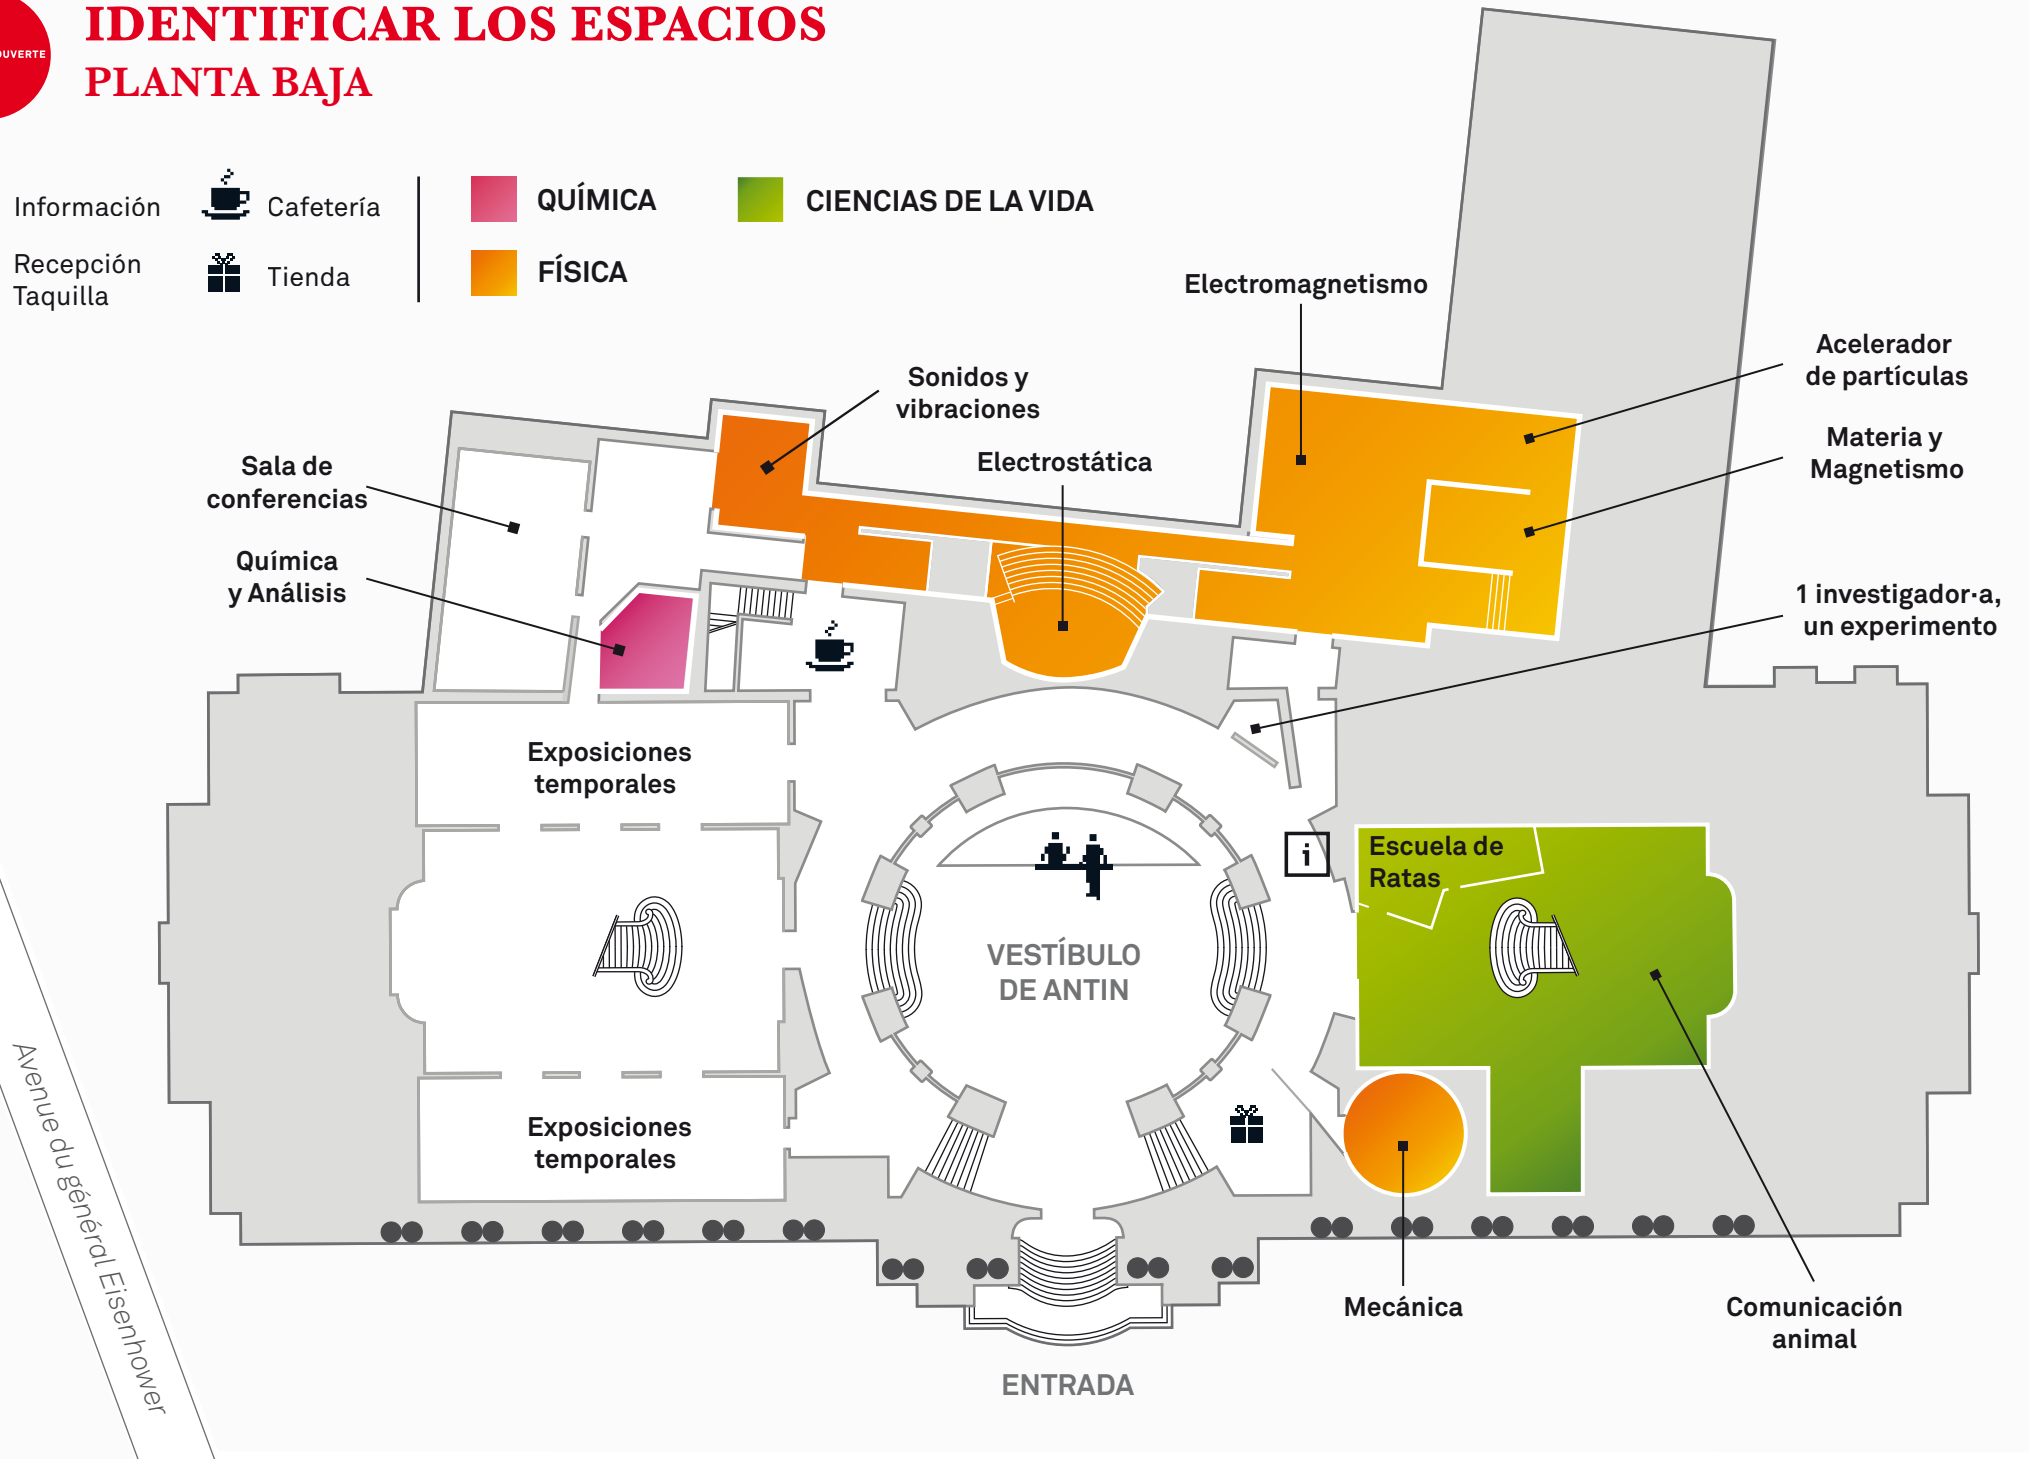 IDENTIFICAR LOS ESPACIOS
PLANTA BAJA
Información
Cafetería
Recepción
Taquilla
Tienda
QUÍMICA
FÍSICA
CIENCIAS DE LA VIDA
Electromagnetismo
Acelerador
de partículas
Sonidos y
vibraciones
Materia y
Magnetismo
Electrostática
Sala de
conferencias
Química
y Análisis
1 investigador·a,
un experimento
Exposiciones
temporales
i
Escuela de
Ratas
VESTÍBULO
DE ANTIN
Exposiciones
temporales
Avenue du général Eisenhower
Mecánica
Comunicación
animal
ENTRADA